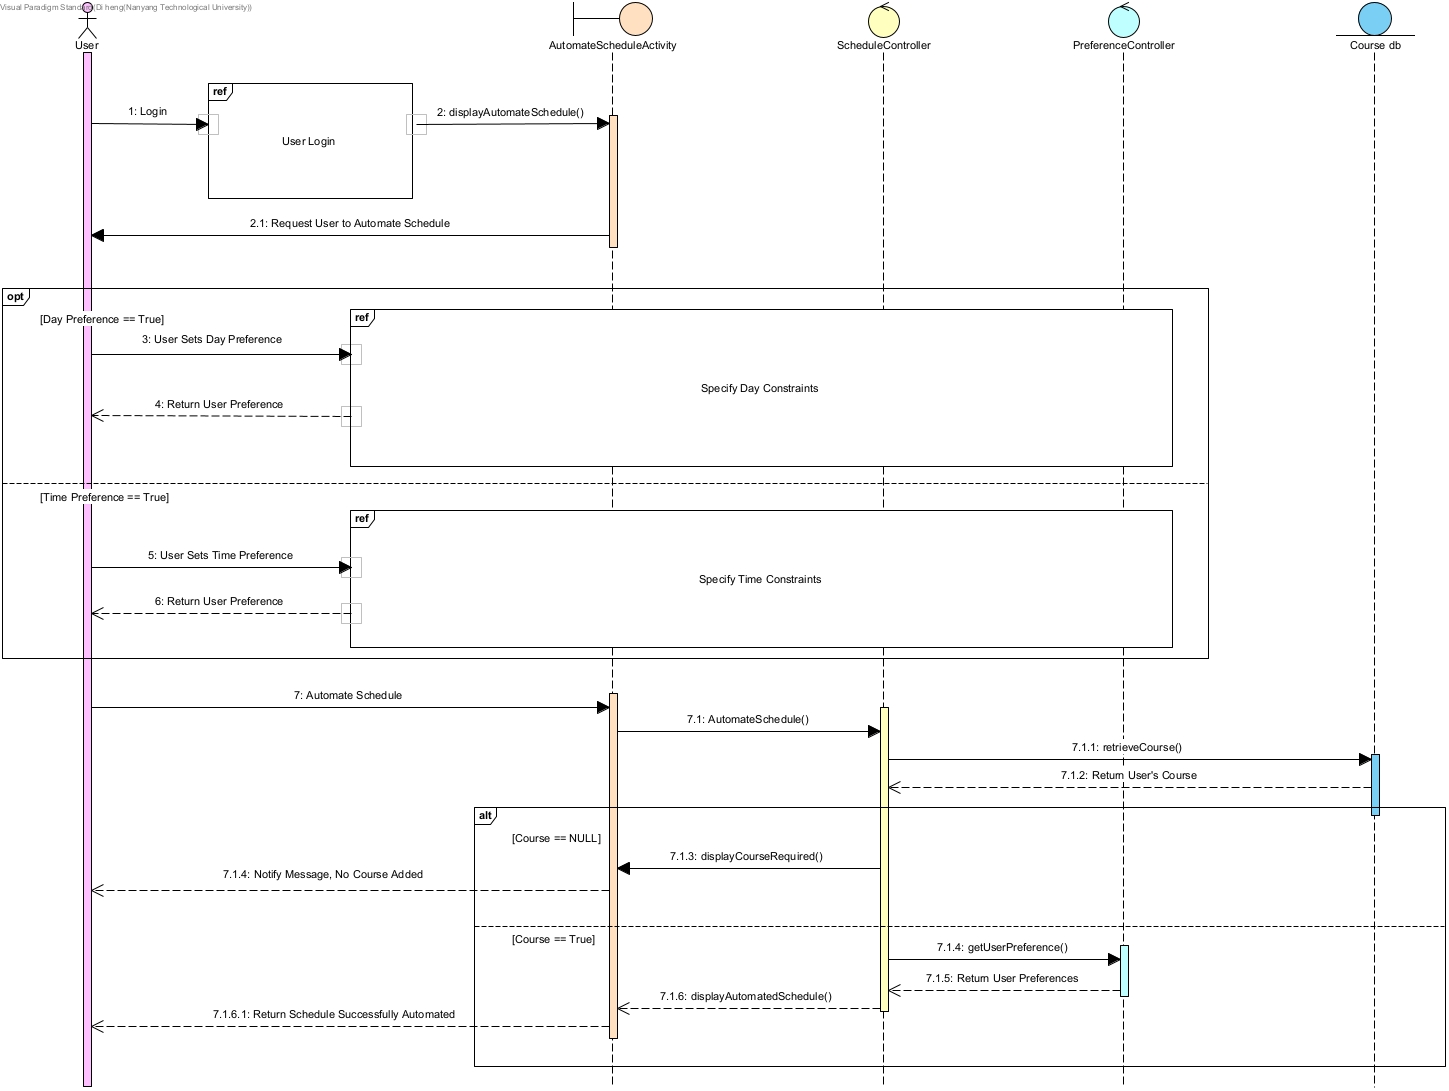 Visual Paradigm Standard(Di heng(Nanyang Technological University))
User
AutomateScheduleActivity
ScheduleController
PreferenceController
Course db
ref
1: Login
2: displayAutomateSchedule()
User Login
2.1: Request User to Automate Schedule
opt
[Day Preference == True]
ref
3: User Sets Day Preference
Specify Day Constraints
4: Return User Preference
[Time Preference == True]
ref
5: User Sets Time Preference
Specify Time Constraints
6: Return User Preference
7: Automate Schedule
7.1: AutomateSchedule()
7.1.1: retrieveCourse()
7.1.2: Return User's Course
alt
[Course == NULL]
7.1.3: displayCourseRequired()
7.1.4: Notify Message, No Course Added
[Course == True]
7.1.4: getUserPreference()
7.1.5: Return User Preferences
7.1.6: displayAutomatedSchedule()
7.1.6.1: Return Schedule Successfully Automated